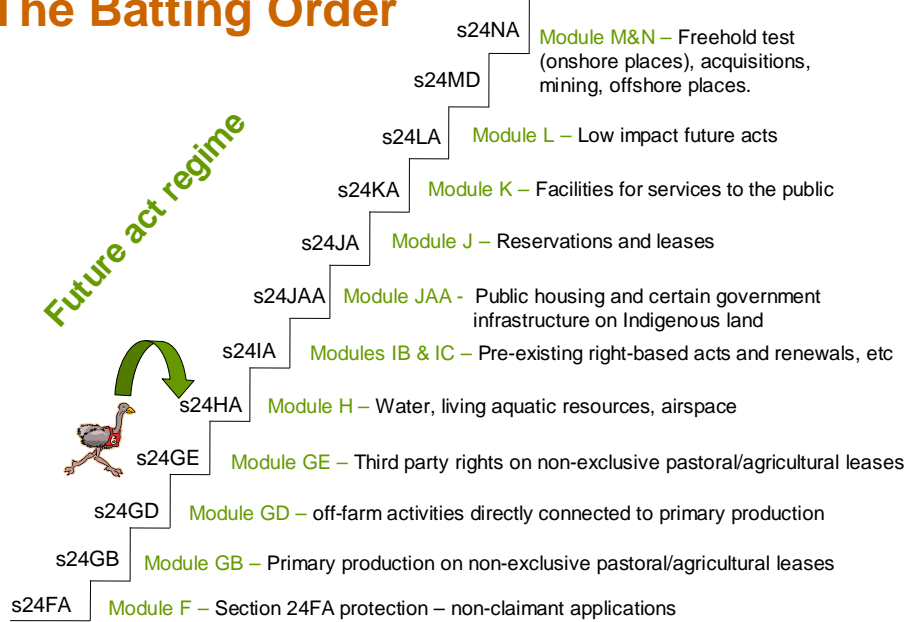 The Batting Order
s24NA
Module M&N – Freehold test
(onshore places), acquisitions,
mining, offshore places.
s24MD
s24LA
Module L – Low impact future acts
s24KA
Module K – Facilities for services to the public
s24JA
Module J – Reservations and leases
s24JAA
Module JAA - Public housing and certain government
infrastructure on Indigenous land
s24IA
Modules IB & IC – Pre-existing right-based acts and renewals, etc
s24HA
Module H – Water, living aquatic resources, airspace
s24GE
Module GE – Third party rights on non-exclusive pastoral/agricultural leases
s24GD
Module GD – off-farm activities directly connected to primary production
s24GB
Module GB – Primary production on non-exclusive pastoral/agricultural leases
s24FA
Module F – Section 24FA protection – non-claimant applications
Future act regime